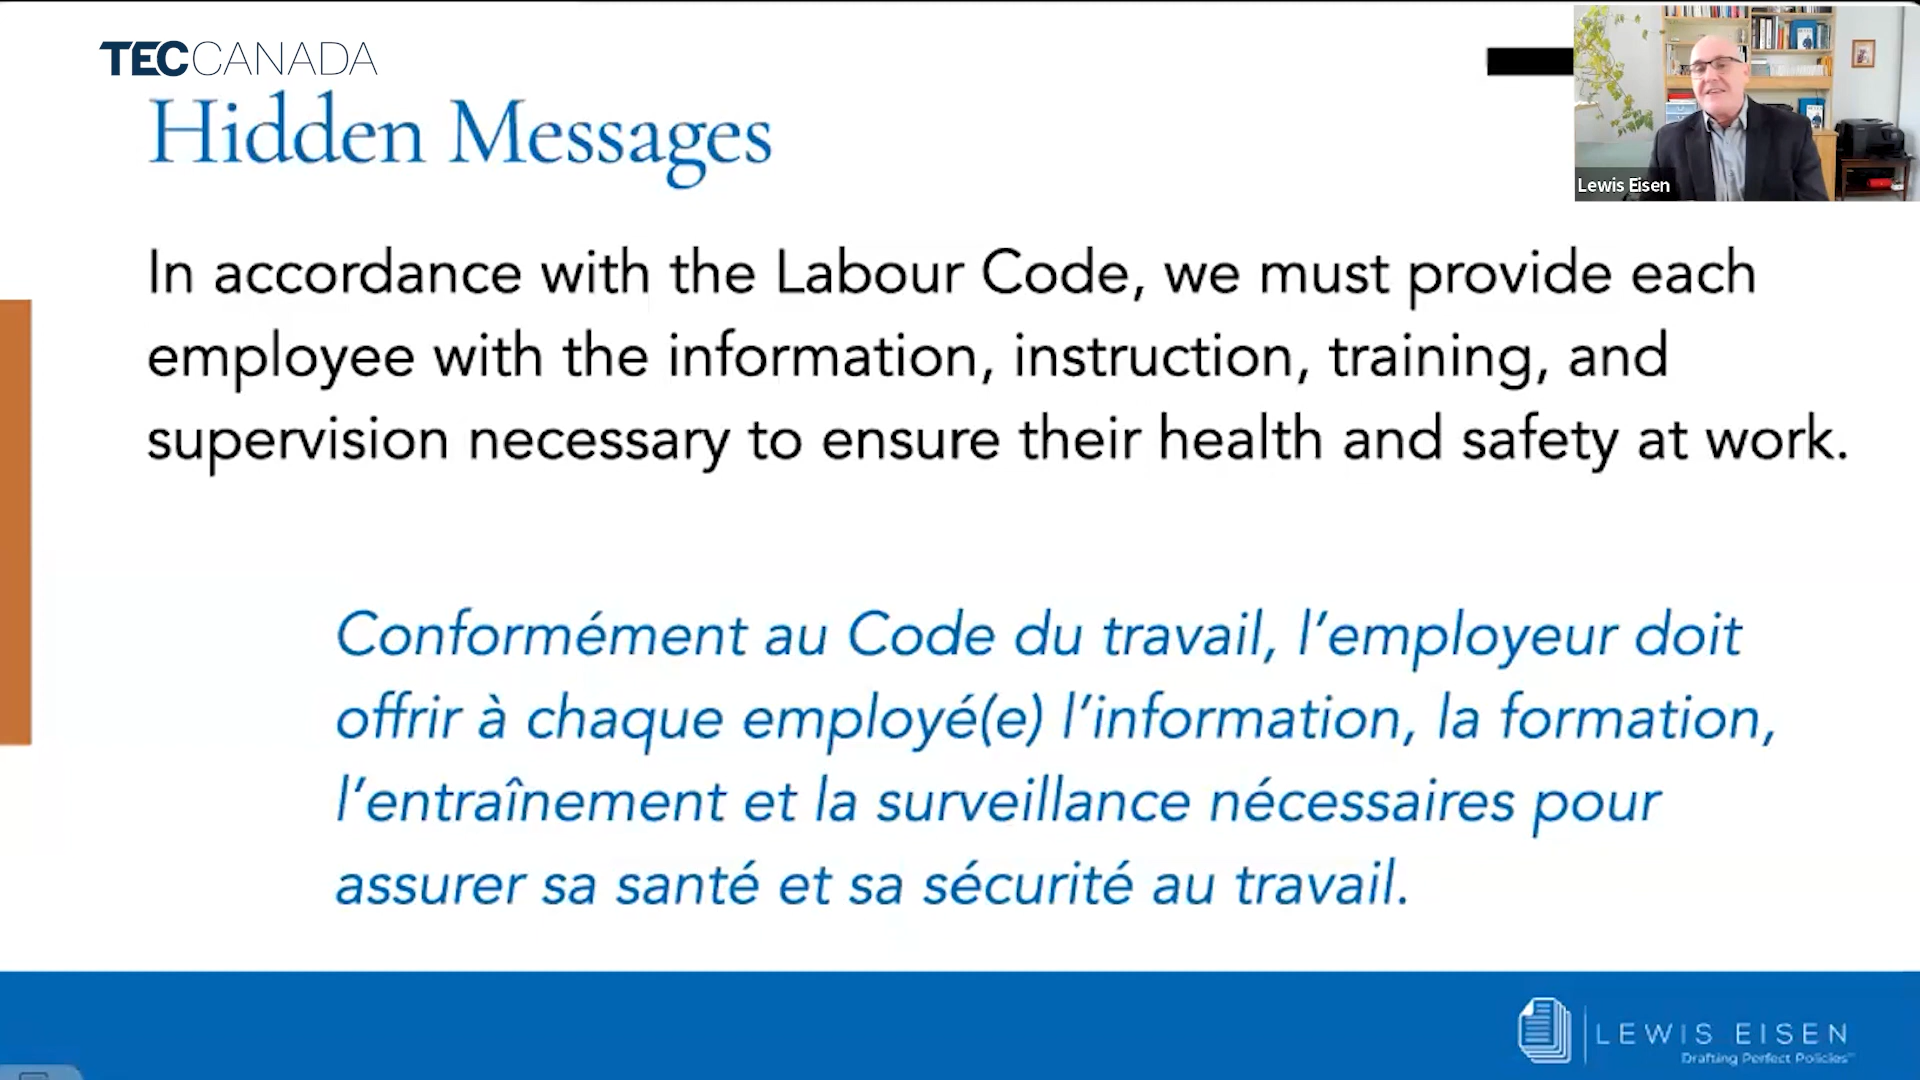 TECCANADA
Hidden Messages
Lewis Eisen
In accordance with the Labour Code, we must provide each
employee with the information, instruction, training, and
supervision necessary to ensure their health and safety at work.
Conformément au Code du travail, l’employeur doit
offrir à chaque employé(e) l’information, la formation,
l’entraînement et la surveillance nécessaires pour
assurer sa santé et sa sécurité au travail.
LEWIS EISEN
Drafting Perfect Policies™